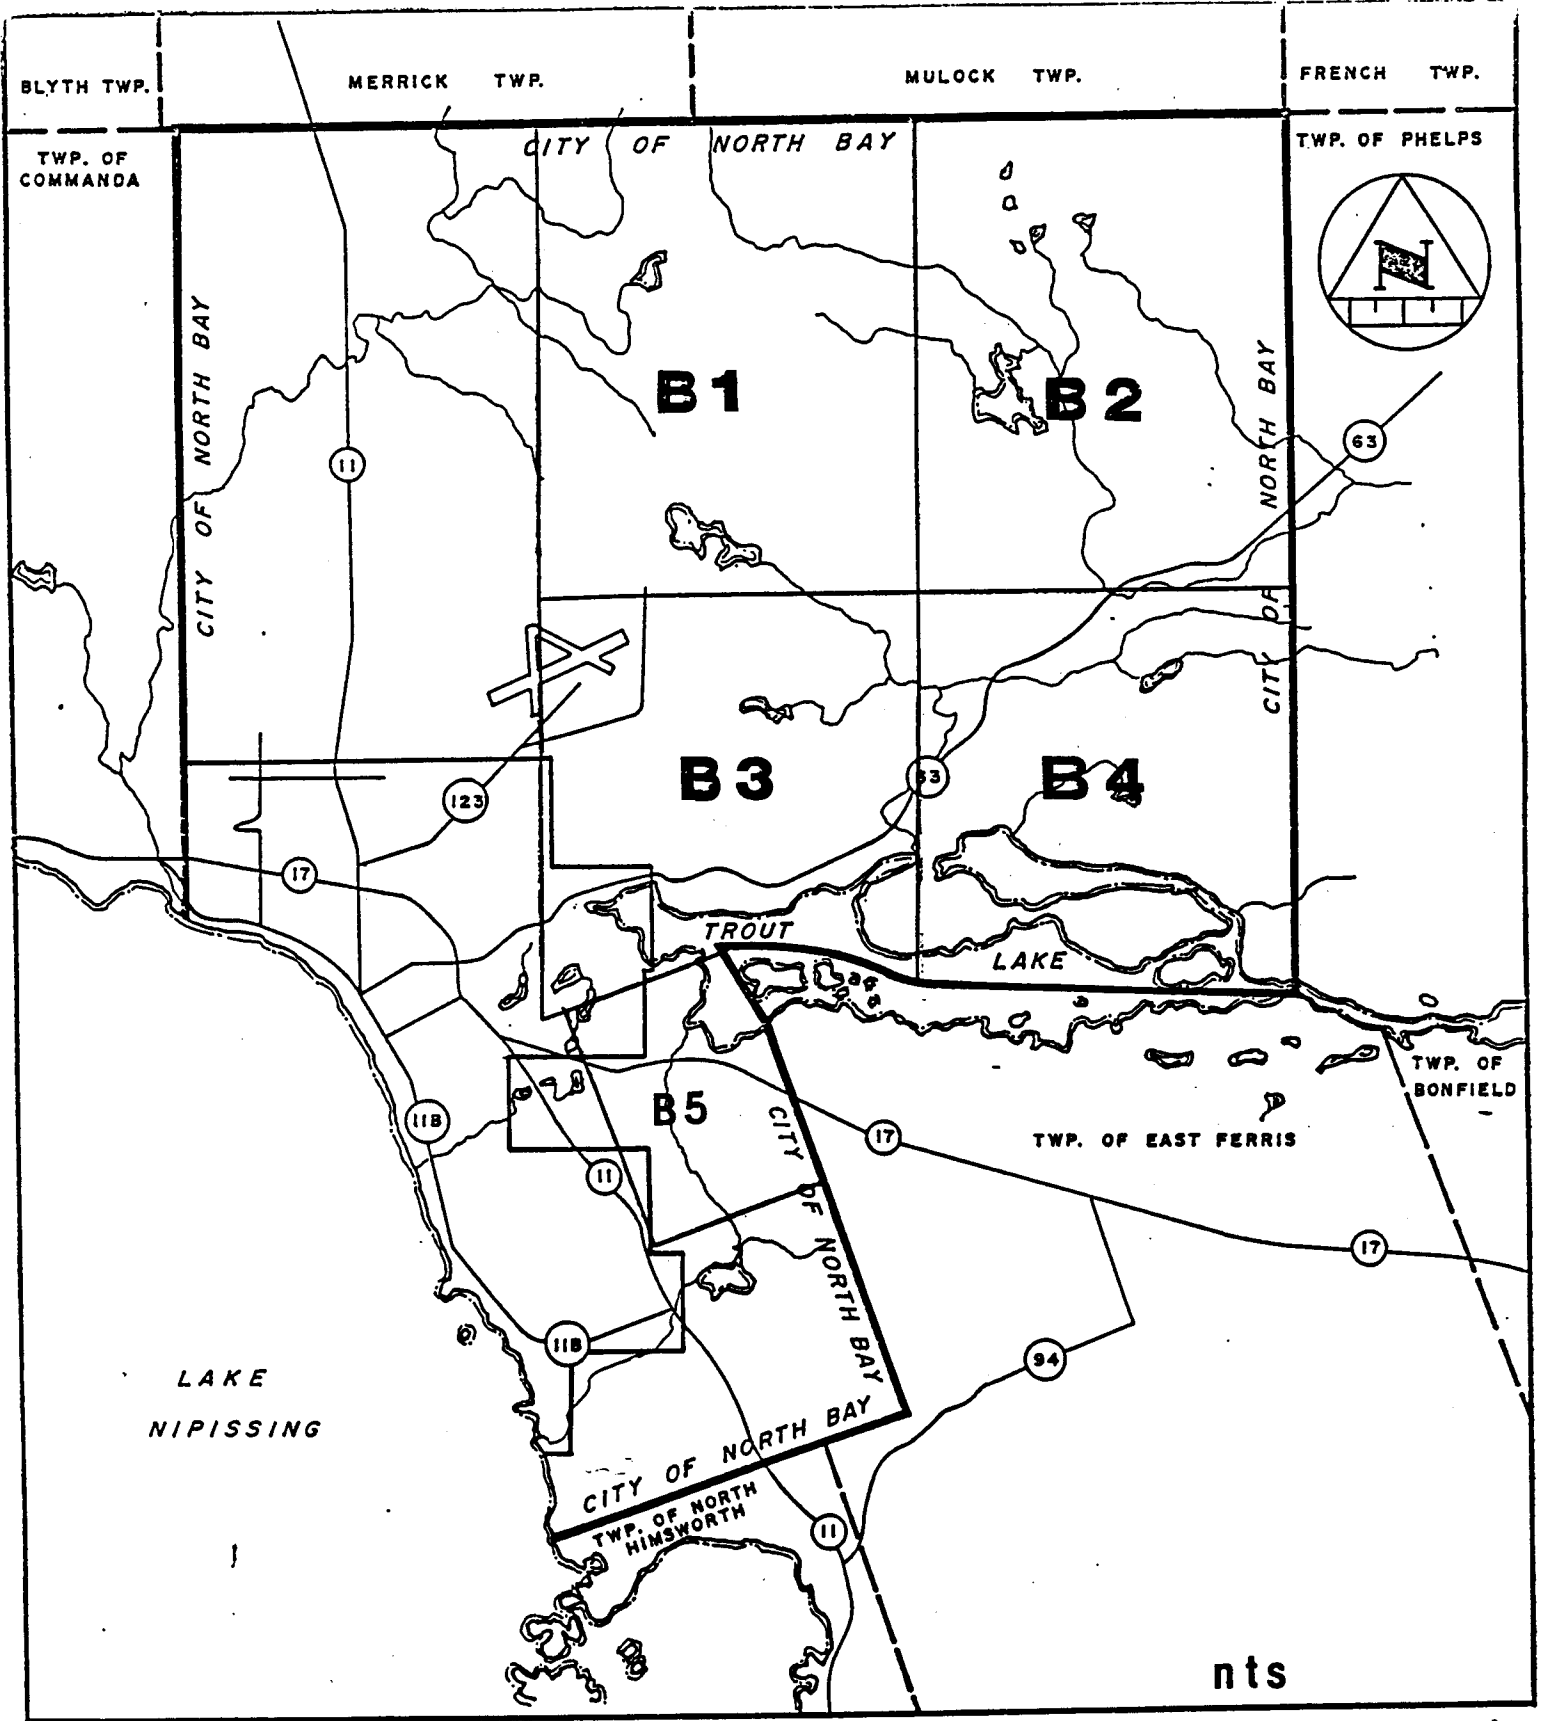 BLYTH TWP.
MERRICK TWP.
MULOCK TWP.
FRENCH TWP.
TWP. OF
COMMANDA
CITY OF NORTH BAY
TWP. OF PHELPS
CITY OF NORTH BAY
CITY OF NORTH BAY
B1
B2
63
11
B3
B4
123
17
TROUT
LAKE
TWP. OF
BONFIELD
B5
11B
CITY OF NORTH BAY
17
TWP. OF EAST FERRIS
11
17
11B
94
LAKE
NIPISSING
CITY OF NORTH BAY
TWP. OF NORTH
HIMSWORTH
11
nts